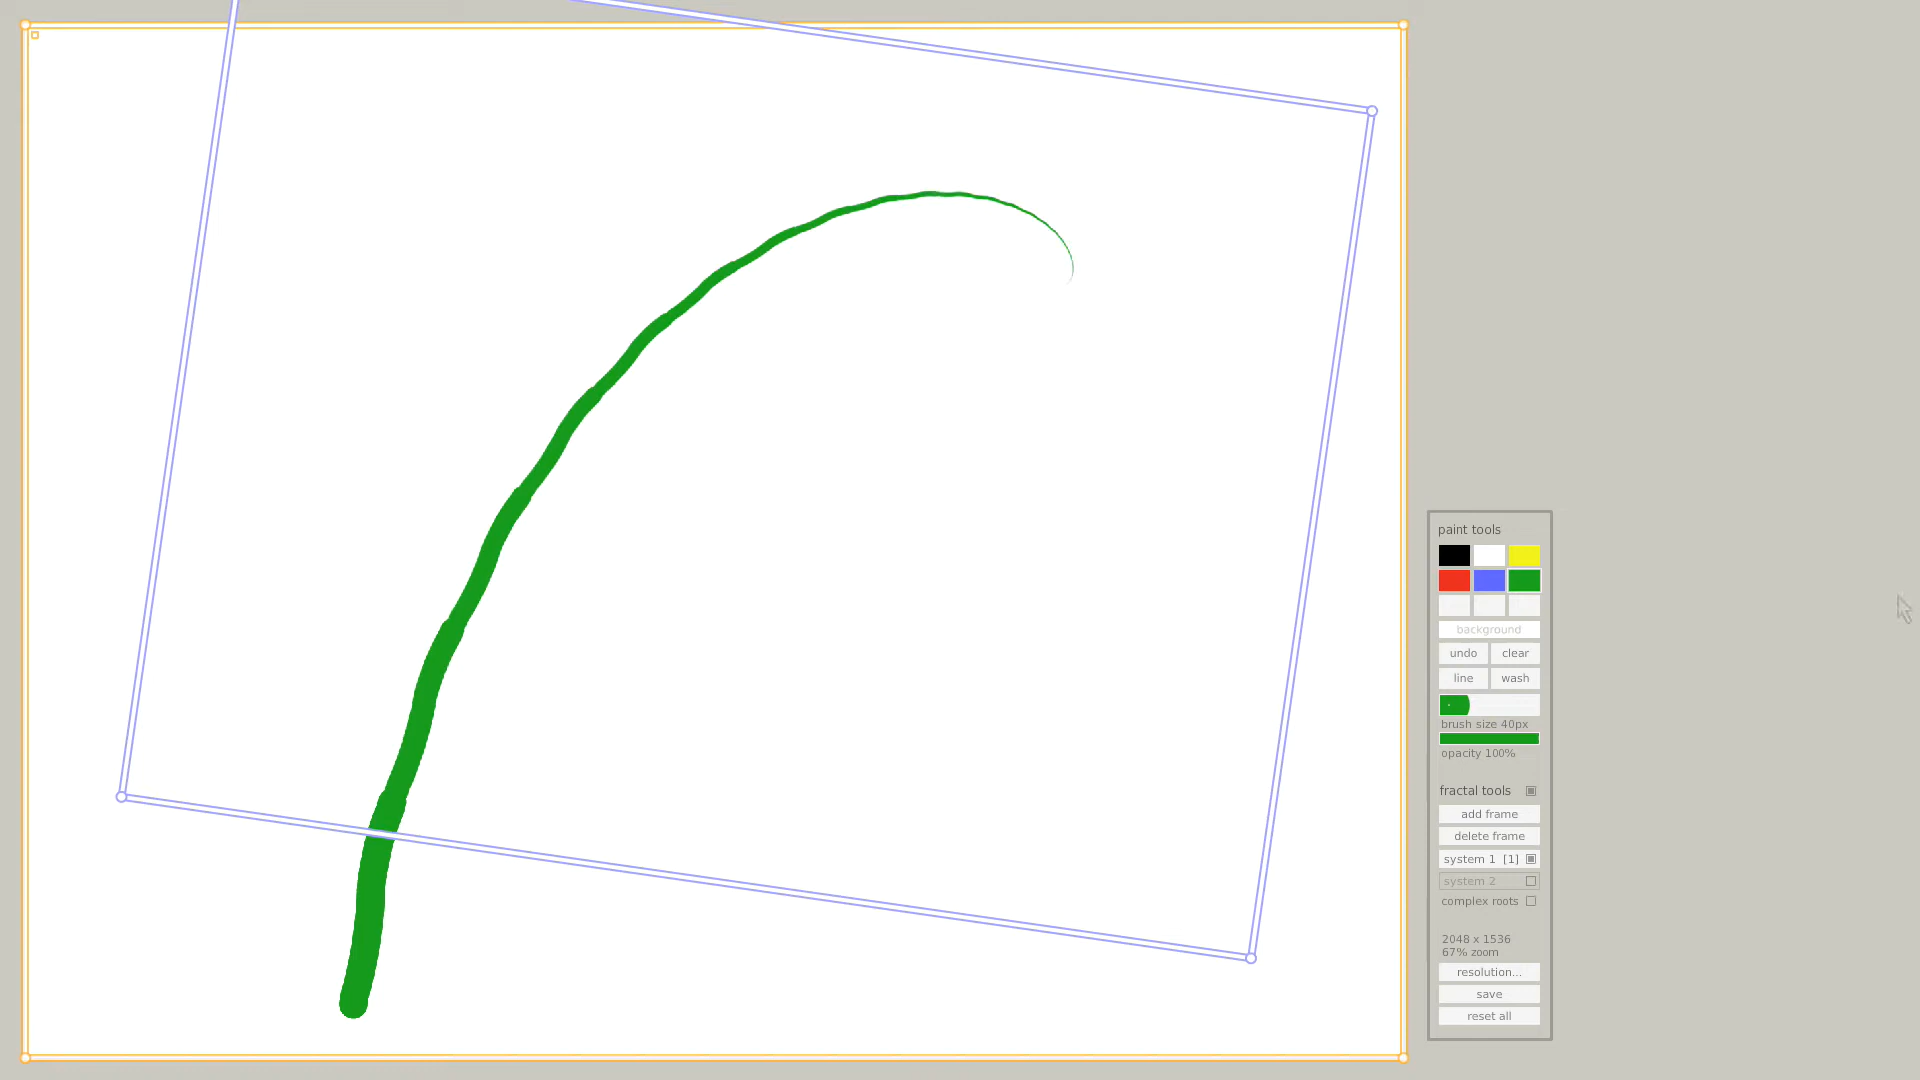 paint tools
background
undo clear
line wash
brush size 40px
opacity 100%
fractal tools
add frame
delete frame
system 1 [1]
system 2
complex roots
2048 x 1536
67% zoom
resolution...
save
reset all